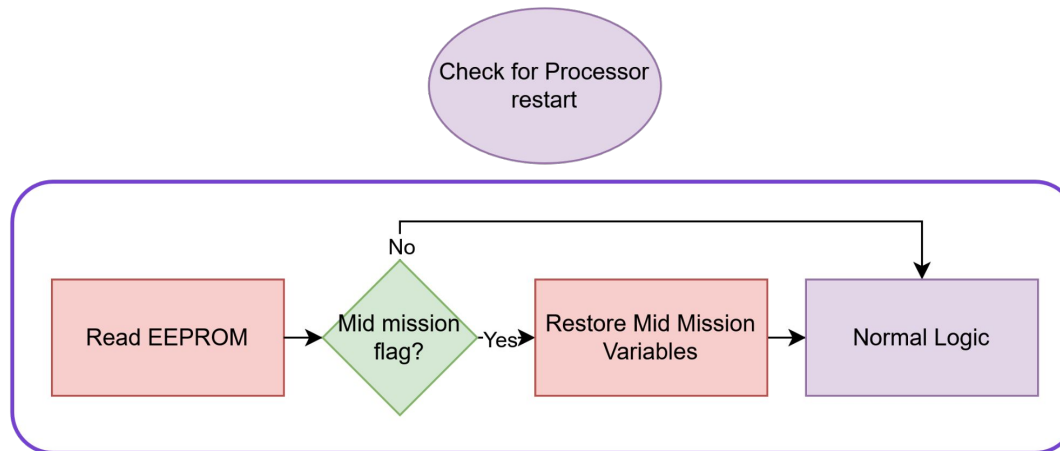 Check for Processor
restart
No
Read EEPROM
Mid mission
flag?
Yes
Restore Mid Mission
Variables
Normal Logic